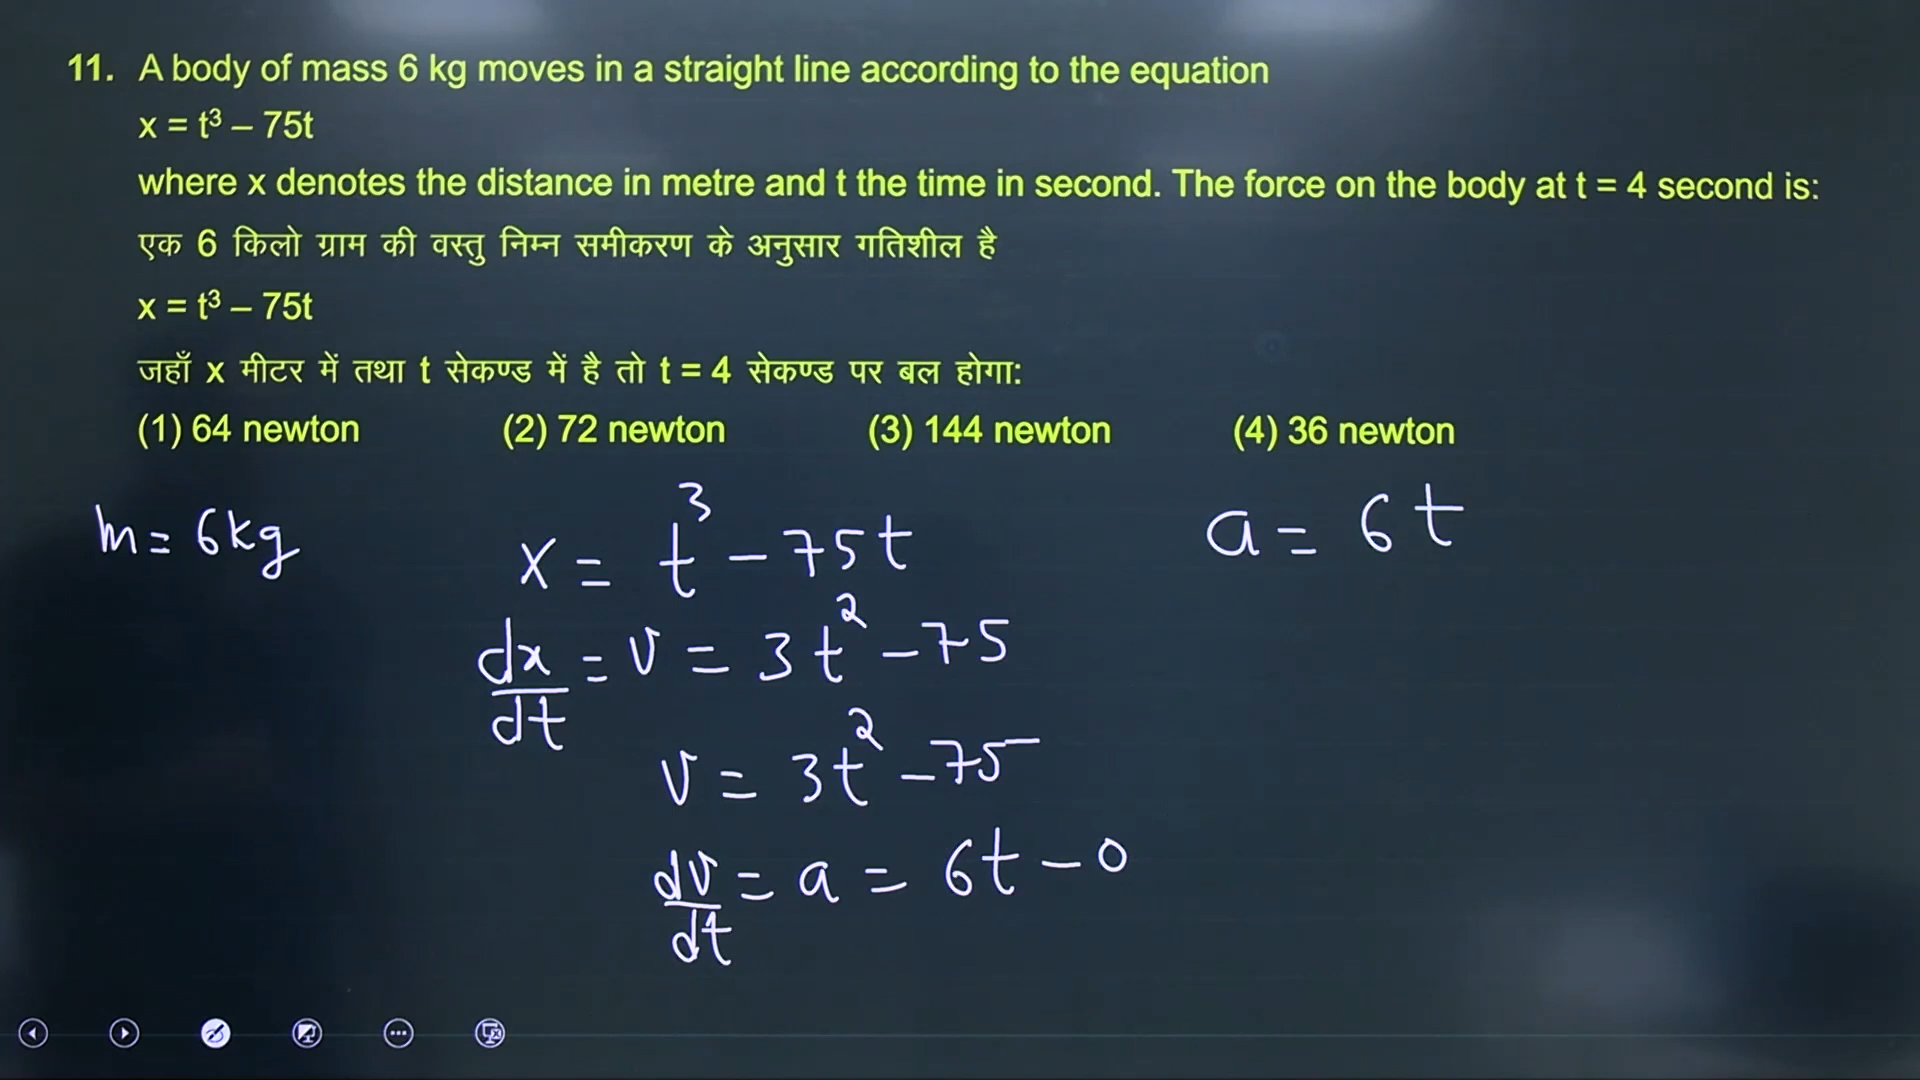 11. A body of mass 6 kg moves in a straight line according to the equation
x = t³ – 75t
where x denotes the distance in metre and t the time in second. The force on the body at t = 4 second is:
एक 6 किलो ग्राम की वस्तु निम्न समीकरण के अनुसार गतिशील है
x = t³ – 75t
जहाँ x मीटर में तथा t सेकण्ड में है तो t = 4 सेकण्ड पर बल होगा:
(1) 64 newton (2) 72 newton (3) 144 newton (4) 36 newton
m = 6kg
x = t³ – 75t
dx/dt = v = 3t² – 75
v = 3t² – 75
dv/dt = a = 6t – 0
a = 6t